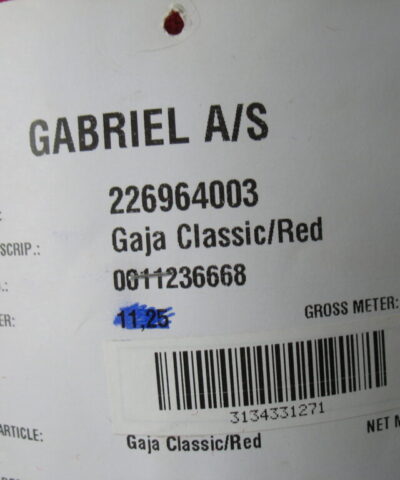 GABRIEL A/S
226964003
SCRIP.: Gaja Classic/Red
.: 0011236668
ER: 11,25 GROSS METER:
3134331271
ARTICLE: Gaja Classic/Red NET M